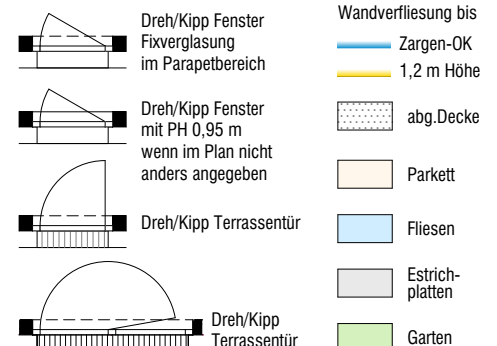 Dreh/Kipp Fenster
Fixverglasung
im Parapetbereich
Dreh/Kipp Fenster
mit PH 0,95 m
wenn im Plan nicht
anders angegeben
Dreh/Kipp Terrassentür
Dreh/Kipp
Terrassentür
Wandverfliesung bis
Zargen-OK
1,2 m Höhe
abg.Decke
Parkett
Fliesen
Estrich-
platten
Garten